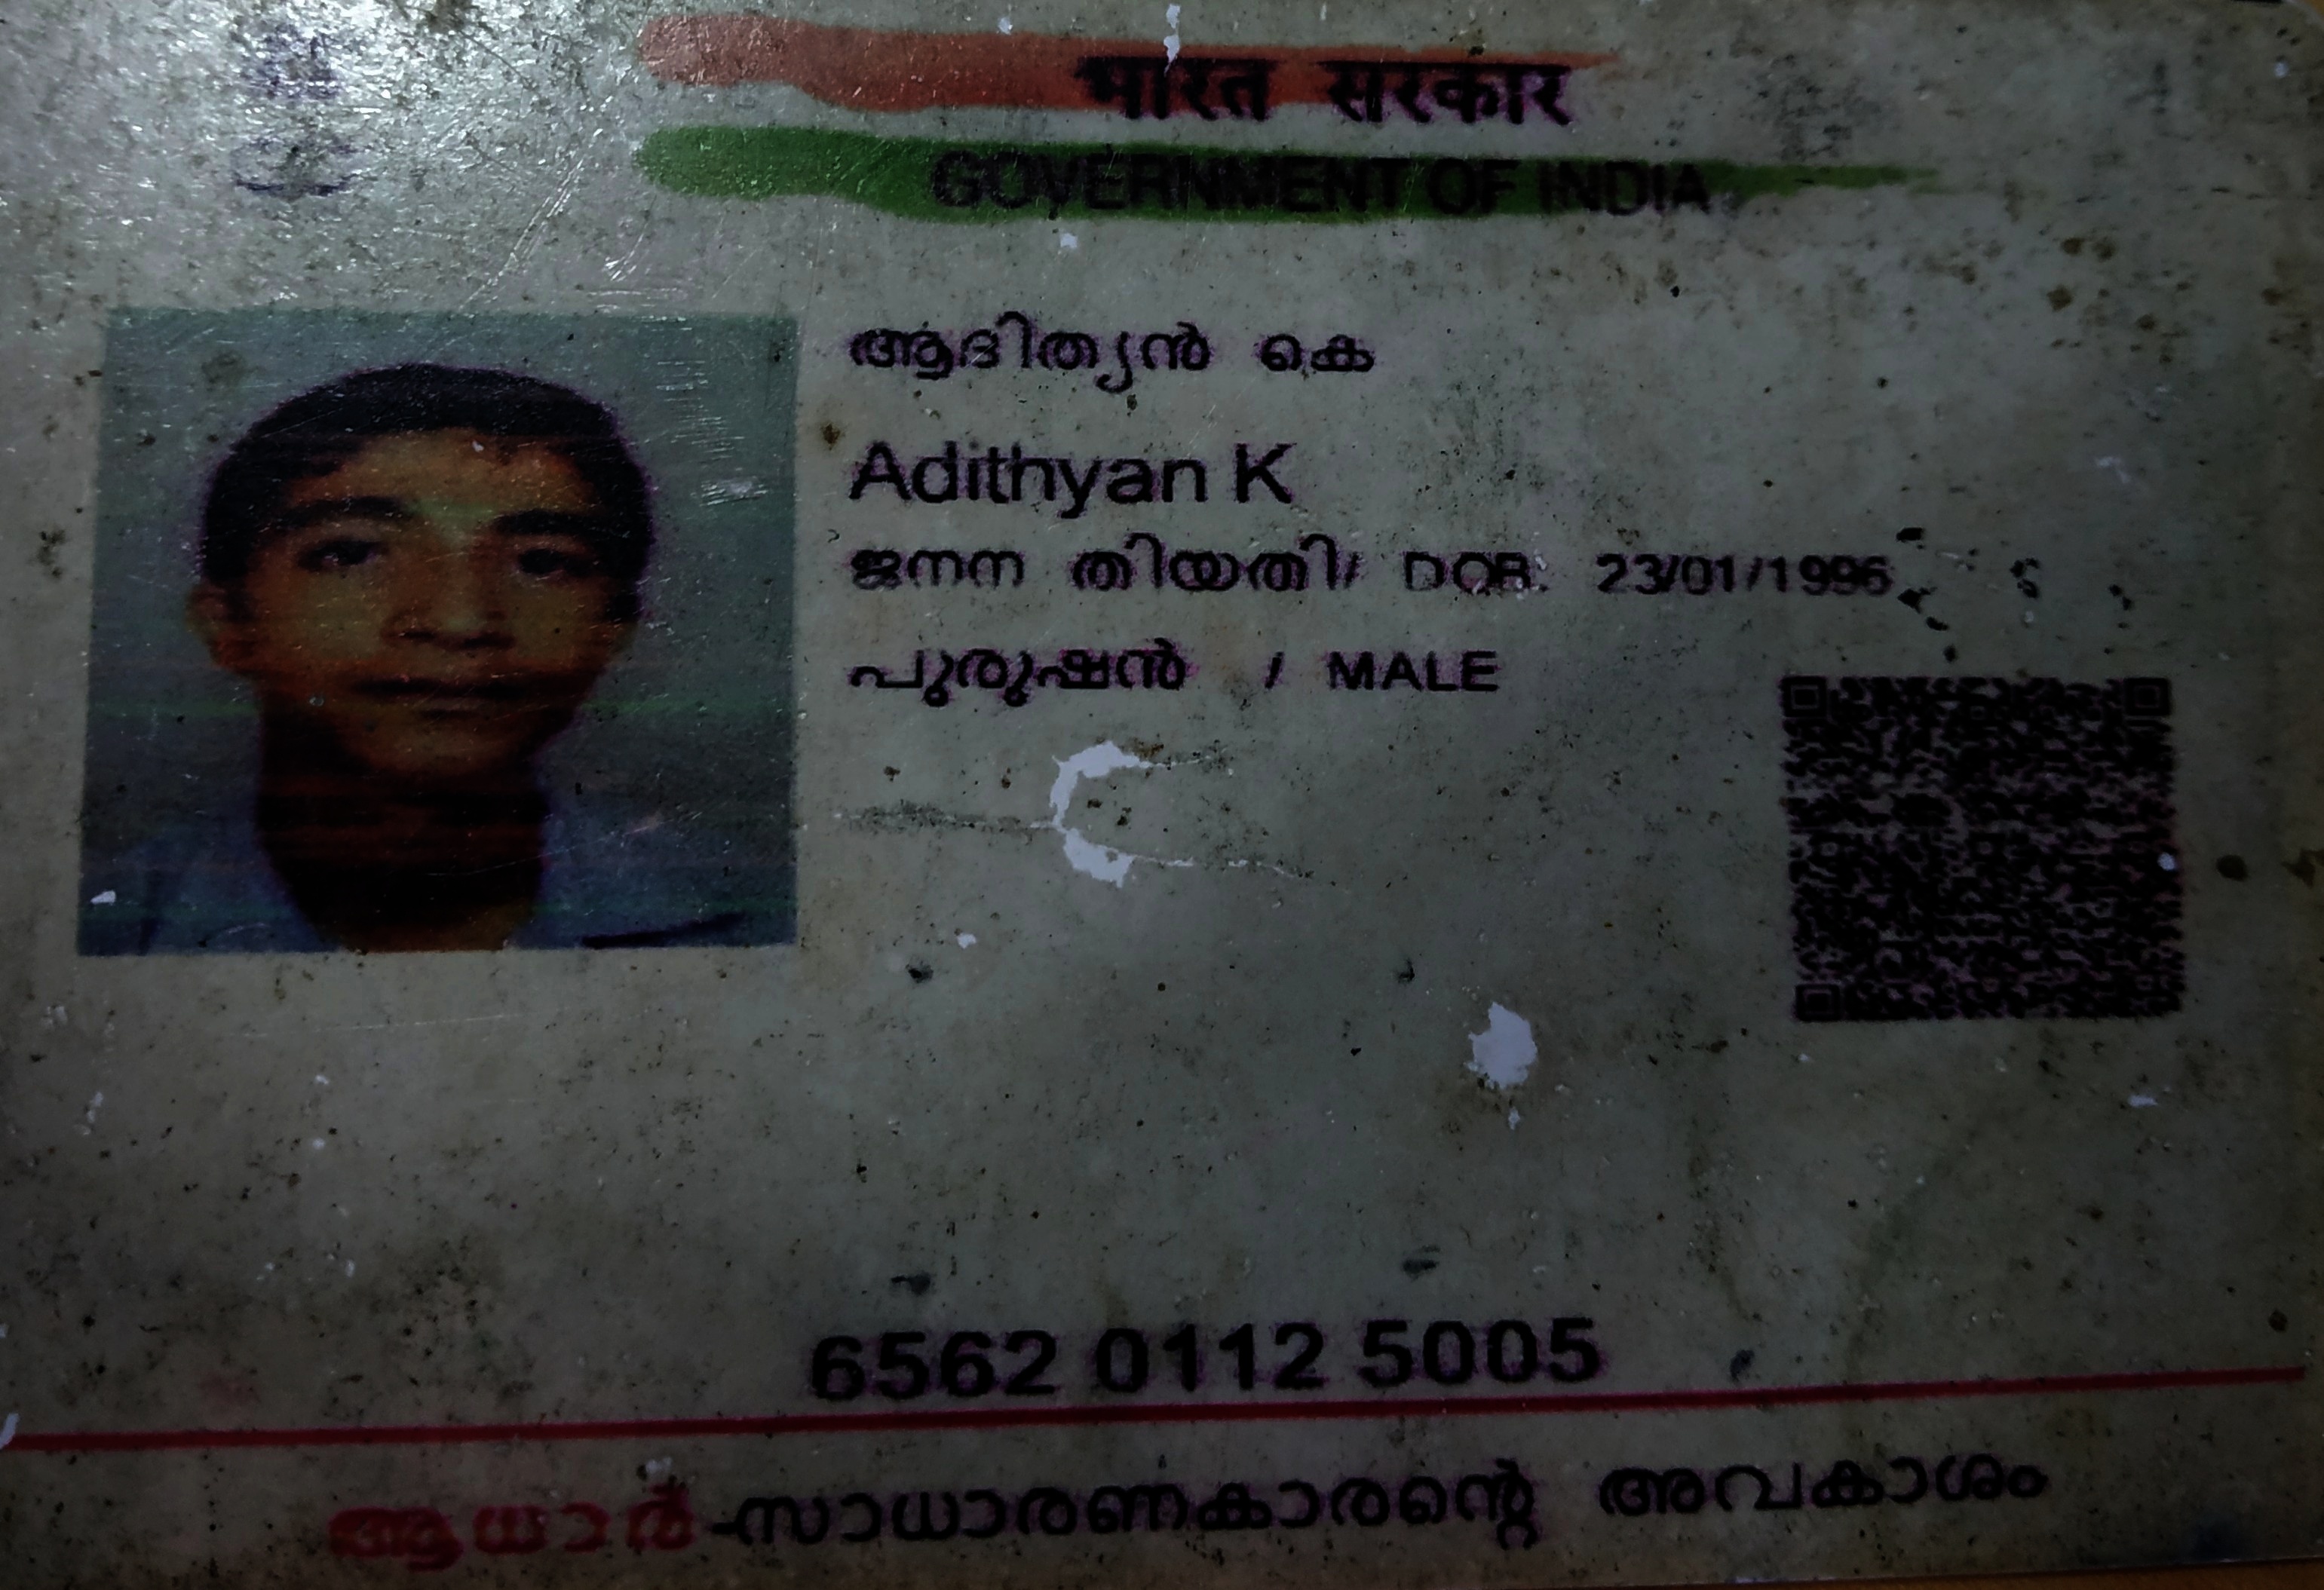 भारत सरकार
GOVERNMENT OF INDIA
ആദിത്യൻ കെ
Adithyan K
ജനന തിയതി/ DOB: 23/01/1996
പുരുഷൻ / MALE
6562 0112 5005
ആധാർ-സാധാരണകാരന്റെ അവകാശം